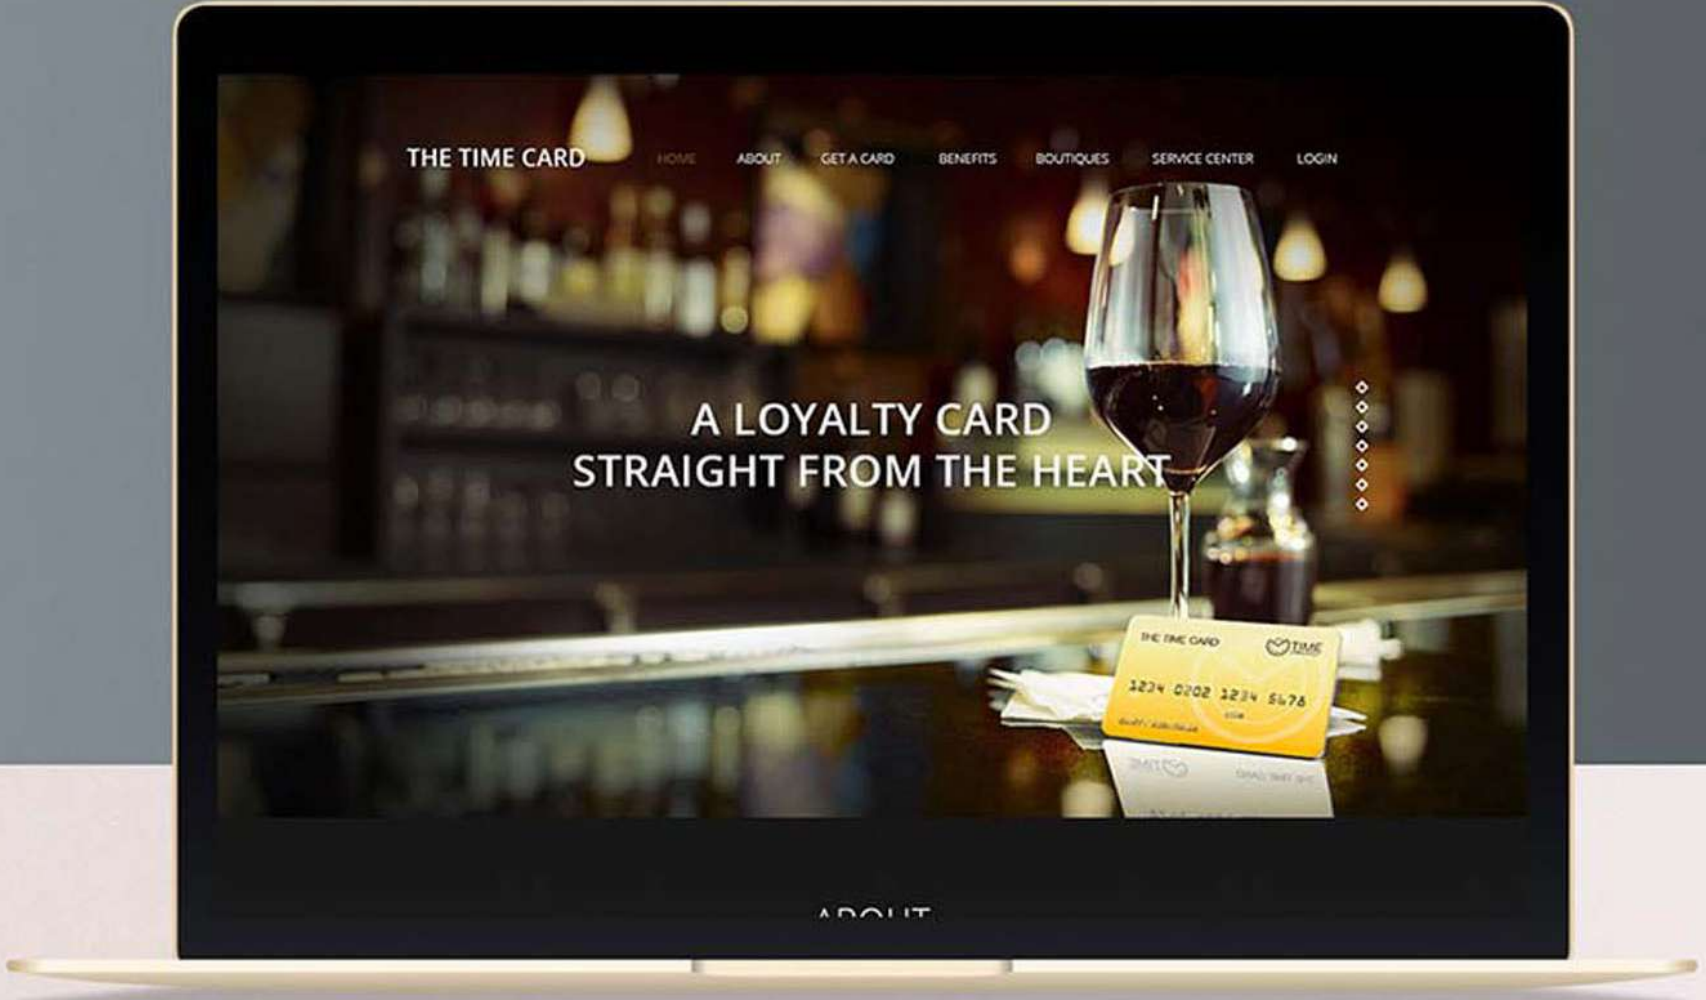 THE TIME CARD
HOME ABOUT GET A CARD BENEFITS BOUTIQUES SERVICE CENTER LOGIN
A LOYALTY CARD
STRAIGHT FROM THE HEART
THE TIME CARD TIME
1234 0202 1234 5678
ABOUT